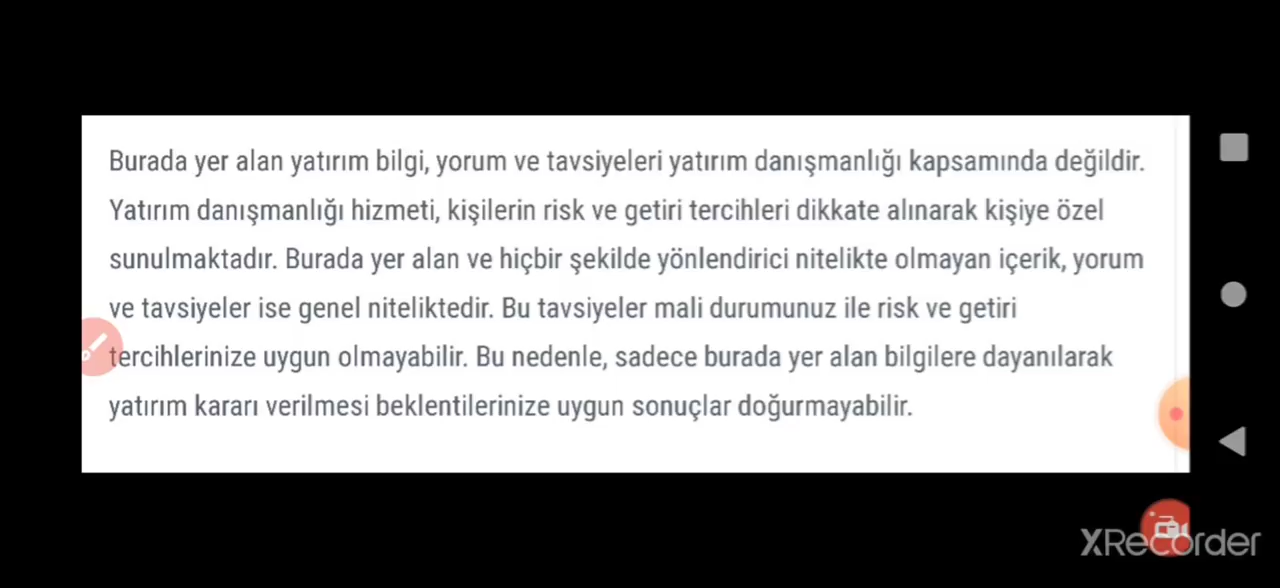 Burada yer alan yatırım bilgi, yorum ve tavsiyeleri yatırım danışmanlığı kapsamında değildir.
Yatırım danışmanlığı hizmeti, kişilerin risk ve getiri tercihleri dikkate alınarak kişiye özel
sunulmaktadır. Burada yer alan ve hiçbir şekilde yönlendirici nitelikte olmayan içerik, yorum
ve tavsiyeler ise genel niteliktedir. Bu tavsiyeler mali durumunuz ile risk ve getiri
tercihlerinize uygun olmayabilir. Bu nedenle, sadece burada yer alan bilgilere dayanılarak
yatırım kararı verilmesi beklentilerinize uygun sonuçlar doğurmayabilir.
XRecorder